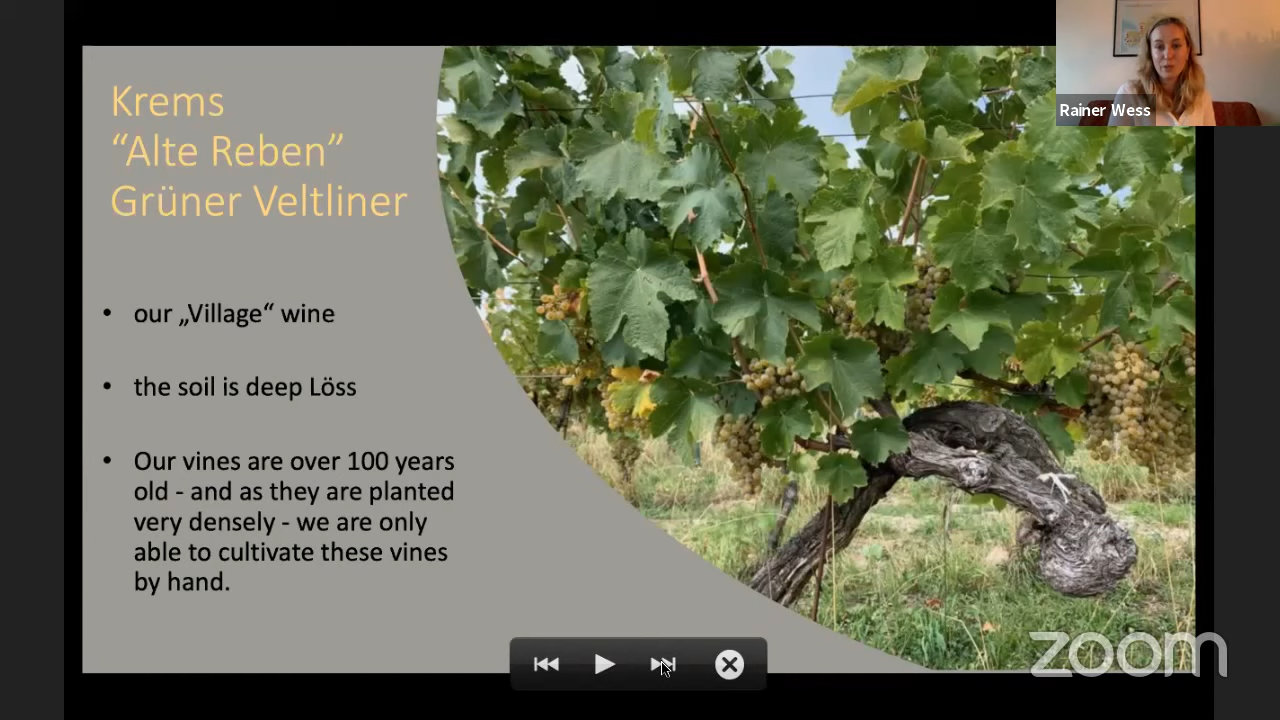 Krems
“Alte Reben”
Grüner Veltliner
• our „Village“ wine
• the soil is deep Löss
• Our vines are over 100 years
old - and as they are planted
very densely - we are only
able to cultivate these vines
by hand.
Rainer Wess
zoom